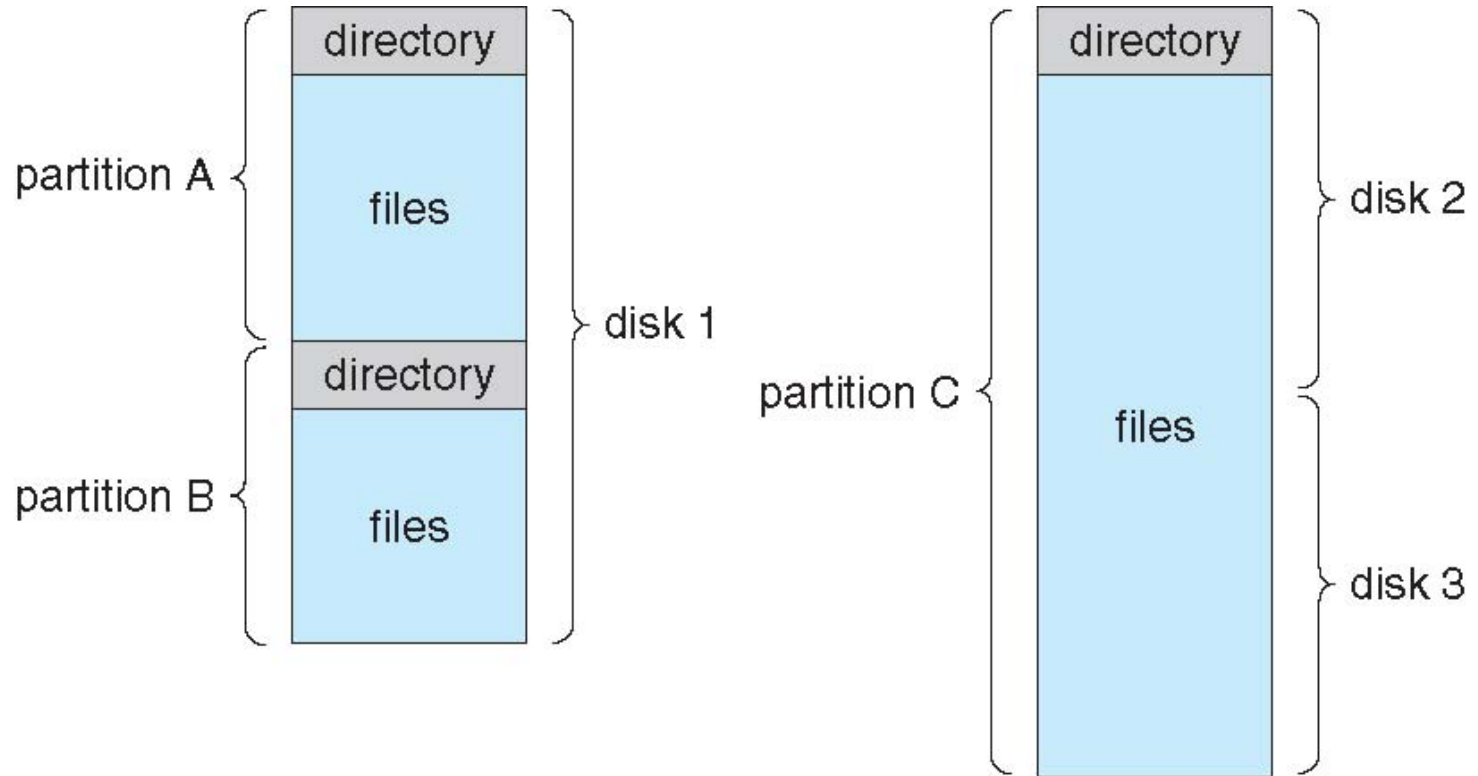 directory
partition A
files
disk 1
directory
partition B
files
directory
disk 2
partition C
files
disk 3